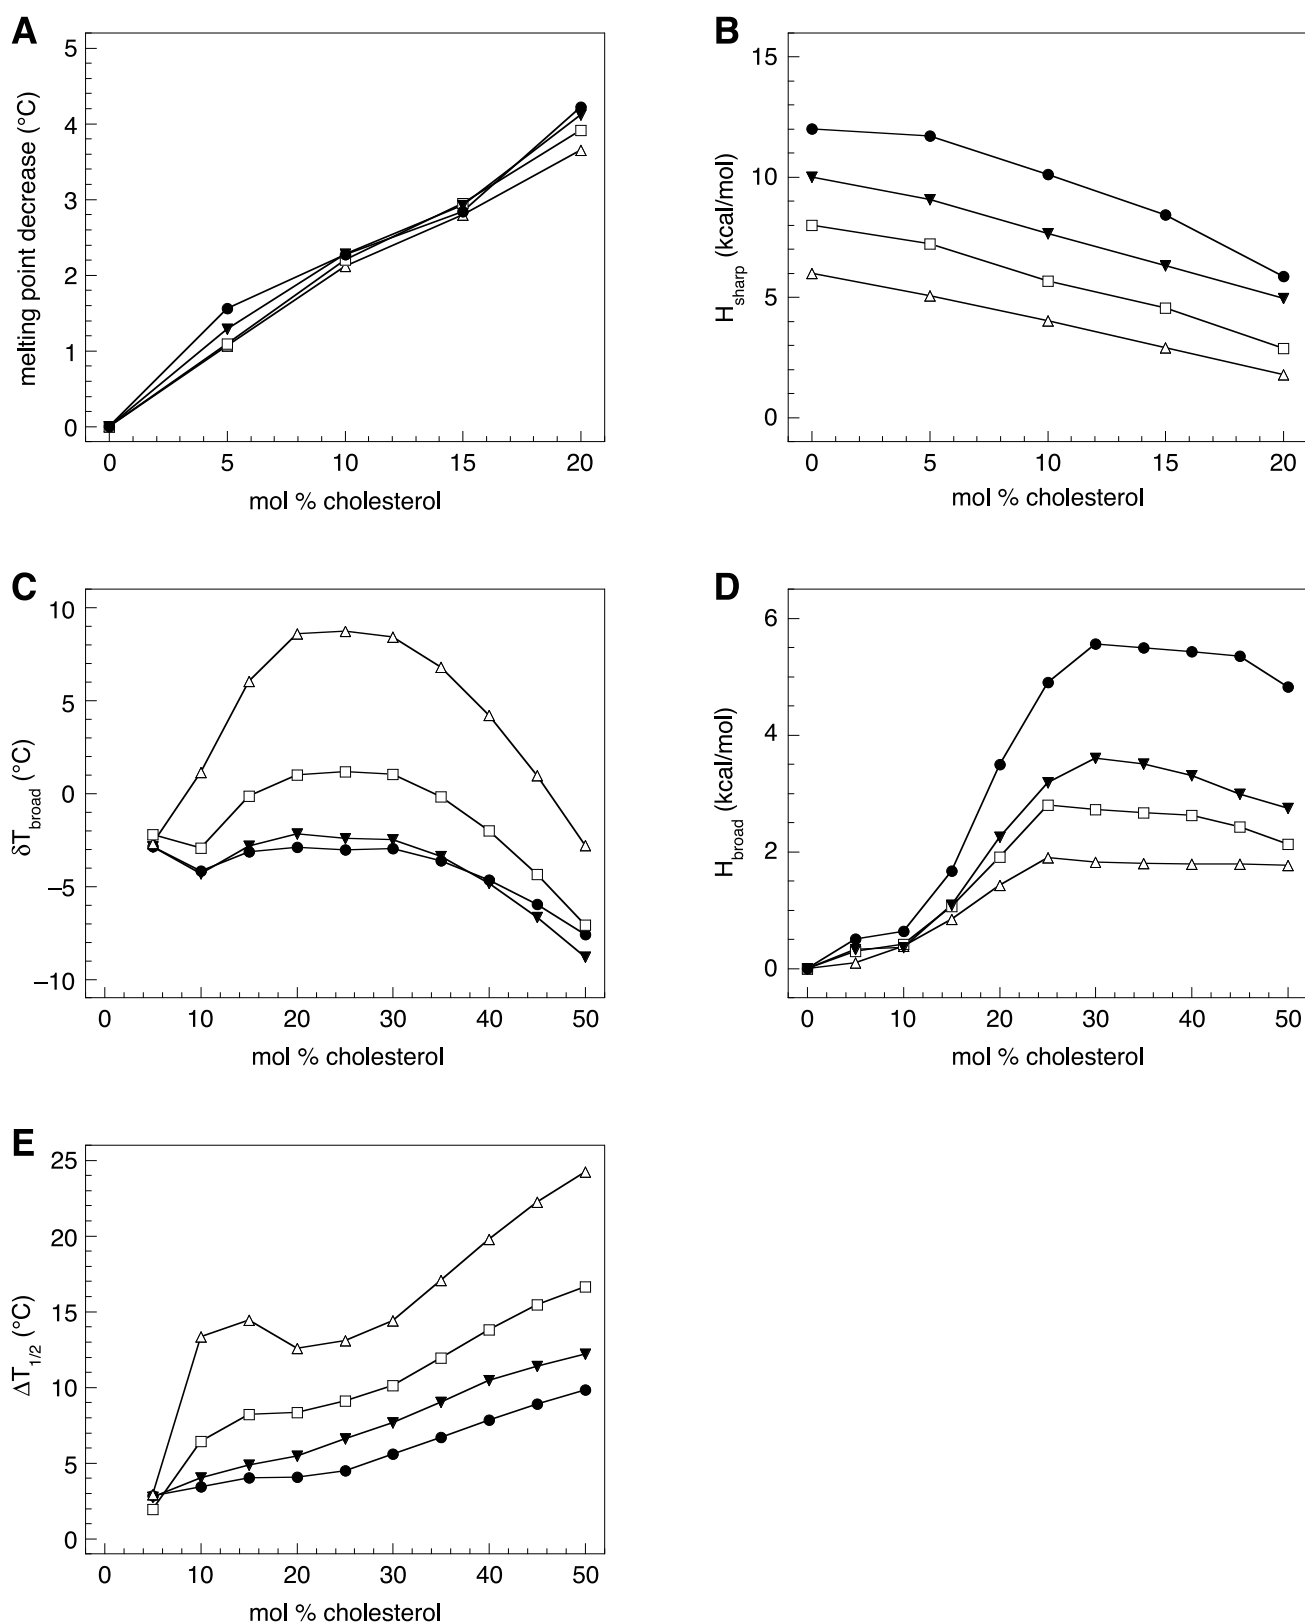 A
5
4
3
2
1
0
melting point decrease (°C)
0 5 10 15 20
mol % cholesterol
B
15
10
5
0
H_sharp (kcal/mol)
0 5 10 15 20
mol % cholesterol
C
10
5
0
−5
−10
δT_broad (°C)
0 10 20 30 40 50
mol % cholesterol
D
6
4
2
0
H_broad (kcal/mol)
0 10 20 30 40 50
mol % cholesterol
E
25
20
15
10
5
0
ΔT_1/2 (°C)
0 10 20 30 40 50
mol % cholesterol